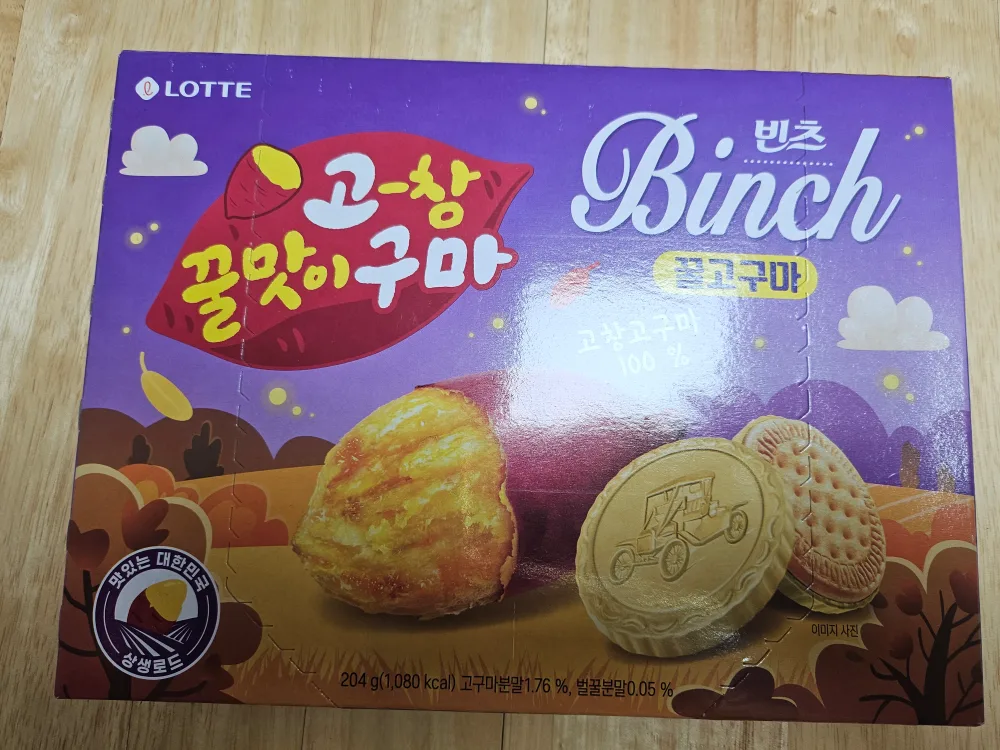 LOTTE
고-창
꿀맛이구마
빈츠
Binch
꿀고구마
고창고구마
100 %
맛있는 대한민국
상생로드
이미지 사진
204 g(1,080 kcal) 고구마분말1.76 %, 벌꿀분말0.05 %